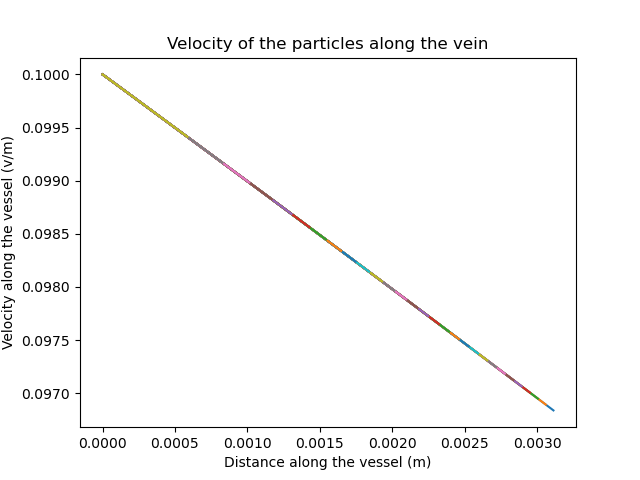 Velocity of the particles along the vein
0.1000
0.0995
0.0990
0.0985
0.0980
0.0975
0.0970
Velocity along the vessel (v/m)
0.0000 0.0005 0.0010 0.0015 0.0020 0.0025 0.0030
Distance along the vessel (m)